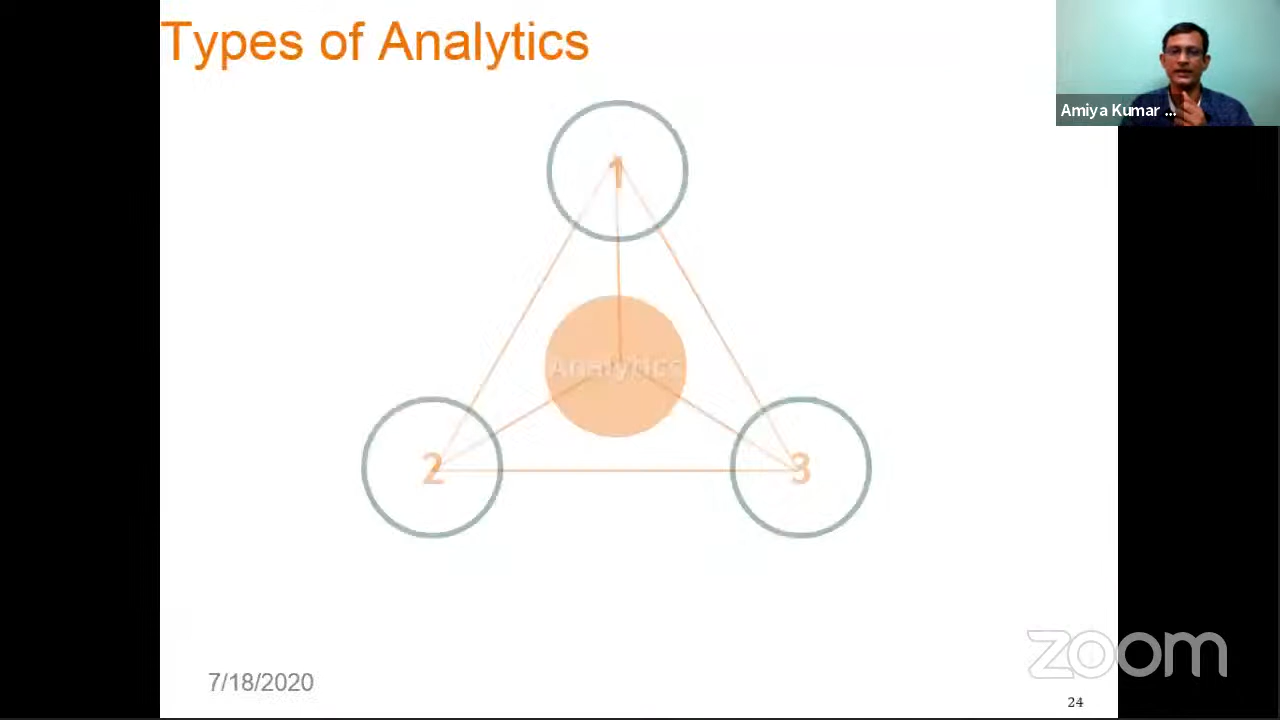 Types of Analytics
Amiya Kumar ...
1
Analytics
2
3
zoom
7/18/2020
24